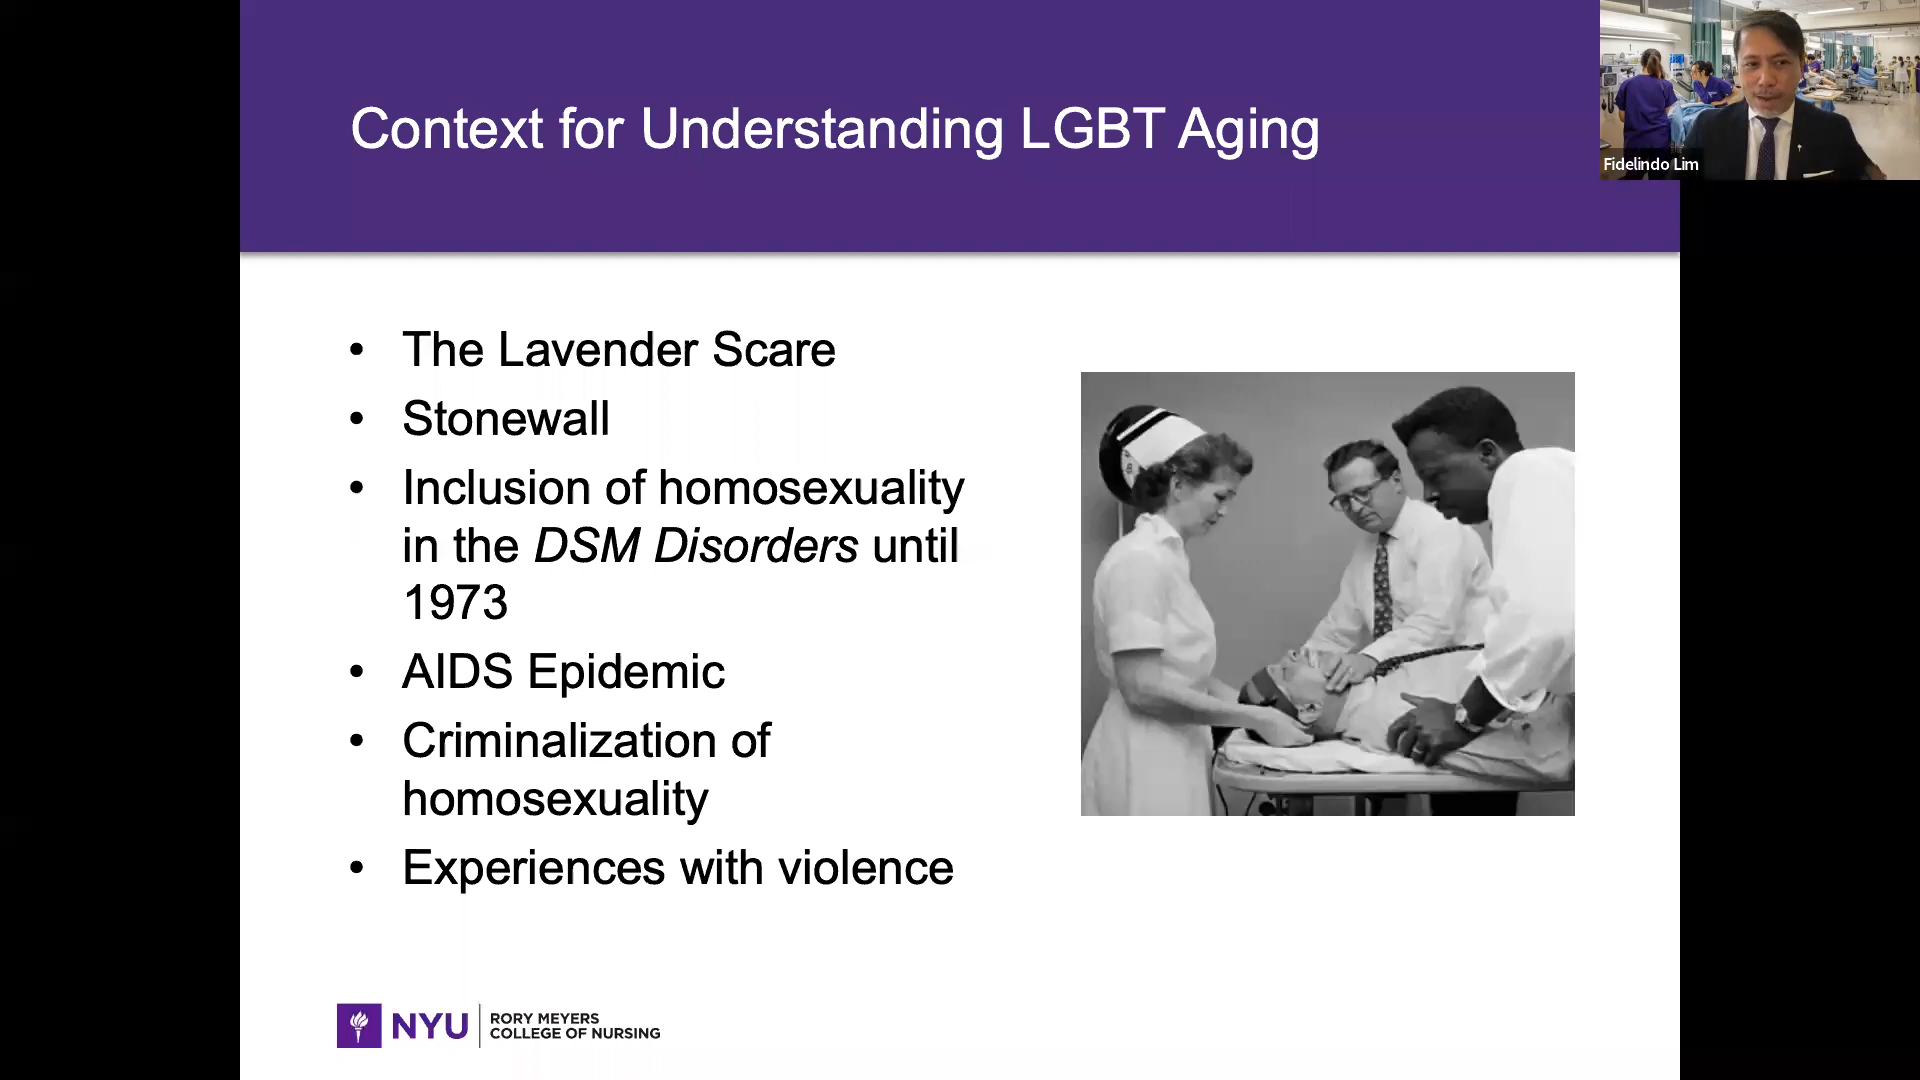 Context for Understanding LGBT Aging
Fidelindo Lim
• The Lavender Scare
• Stonewall
• Inclusion of homosexuality
in the DSM Disorders until
1973
• AIDS Epidemic
• Criminalization of
homosexuality
• Experiences with violence
NYU
RORY MEYERS
COLLEGE OF NURSING